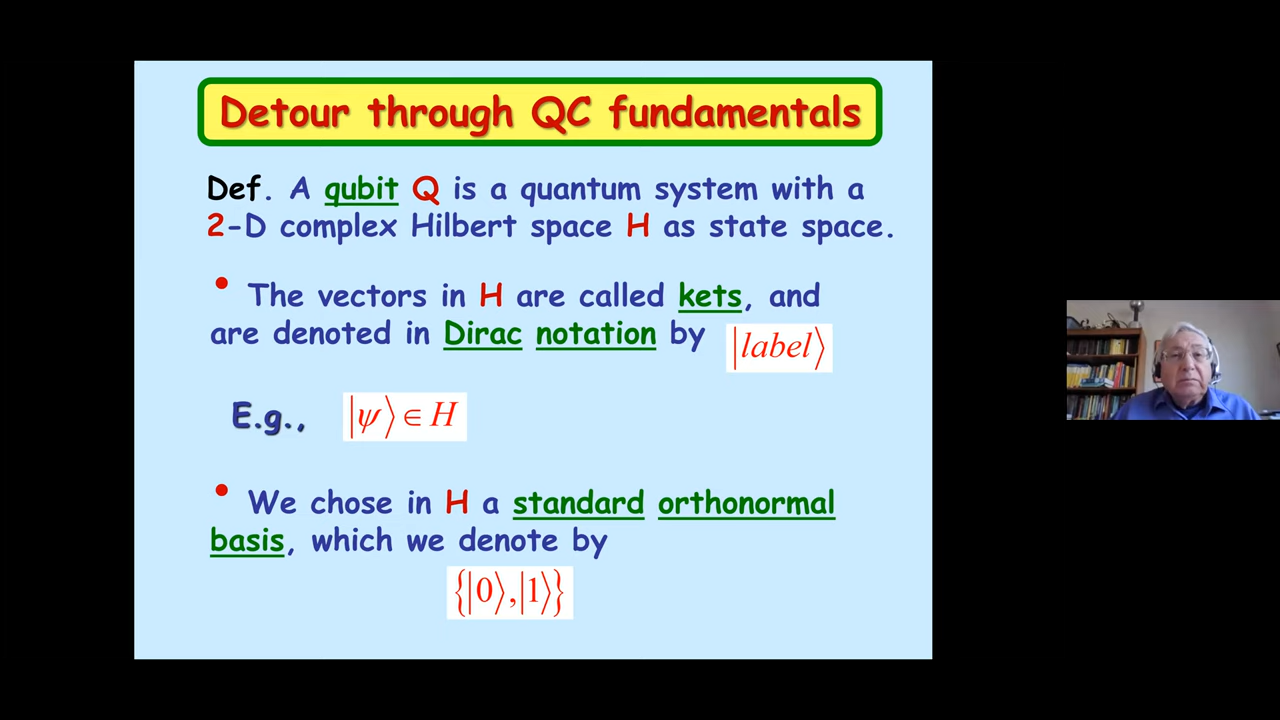 Detour through QC fundamentals
Def. A qubit Q is a quantum system with a
2-D complex Hilbert space H as state space.
• The vectors in H are called kets, and
are denoted in Dirac notation by |label⟩
E.g., |ψ⟩ ∈ H
• We chose in H a standard orthonormal
basis, which we denote by
{|0⟩,|1⟩}